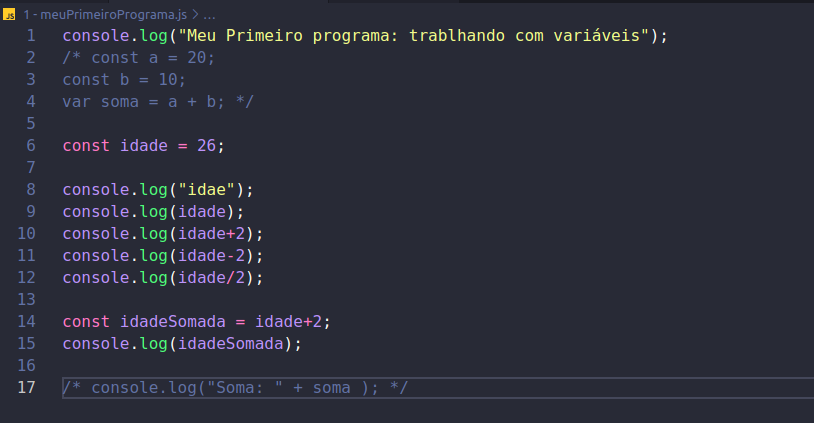 JS 1 - meuPrimeiroPrograma.js > ...
1 console.log("Meu Primeiro programa: trablhando com variáveis");
2 /* const a = 20;
3 const b = 10;
4 var soma = a + b; */
5
6 const idade = 26;
7
8 console.log("idae");
9 console.log(idade);
10 console.log(idade+2);
11 console.log(idade-2);
12 console.log(idade/2);
13
14 const idadeSomada = idade+2;
15 console.log(idadeSomada);
16
17 /* console.log("Soma: " + soma ); */